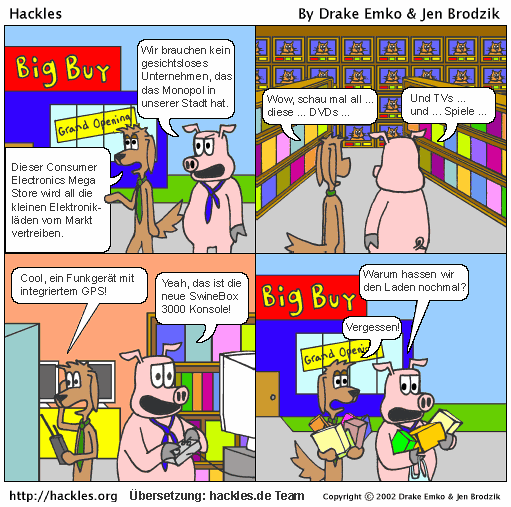 Hackles
By Drake Emko & Jen Brodzik
Big Buy
Grand Opening
Wir brauchen kein
gesichtsloses
Unternehmen, das
das Monopol in
unserer Stadt hat.
Dieser Consumer
Electronics Mega
Store wird all die
kleinen Elektronik-
läden vom Markt
vertreiben.
Wow, schau mal all ...
diese ... DVDs ...
Und TVs ...
und ... Spiele ...
Cool, ein Funkgerät mit
integriertem GPS!
Yeah, das ist die
neue SwineBox
3000 Konsole!
Big Buy
Grand Opening
Warum hassen wir
den Laden nochmal?
Vergessen!
http://hackles.org
Übersetzung: hackles.de Team
Copyright © 2002 Drake Emko & Jen Brodzik